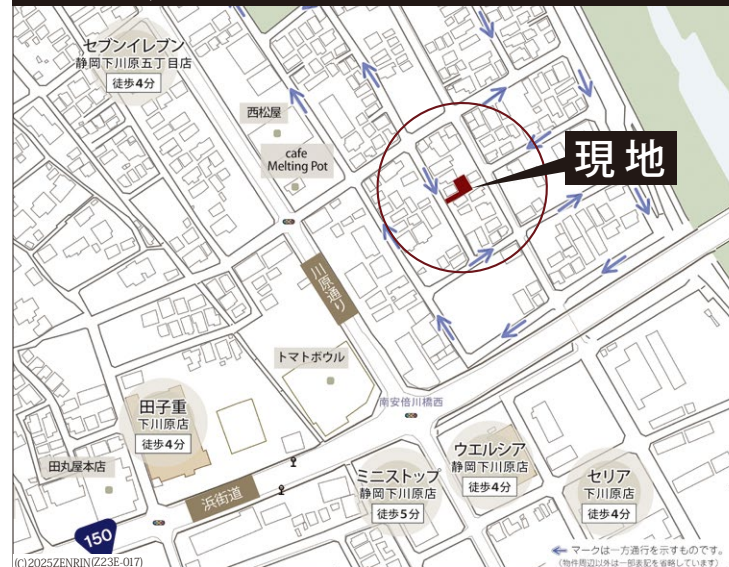 セブンイレブン
静岡下川原五丁目店
徒歩4分
西松屋
cafe
Melting Pot
現地
川原通り
トマトボウル
南安倍川橋西
田子重
下川原店
徒歩4分
田丸屋本店
浜街道
ミニストップ
静岡下川原店
徒歩5分
ウエルシア
静岡下川原店
徒歩4分
セリア
下川原店
徒歩4分
150
マークは一方通行を示すものです。
(物件周辺以外は一部表記を省略しています)
(C)2025ZENRIN(Z23E-017)